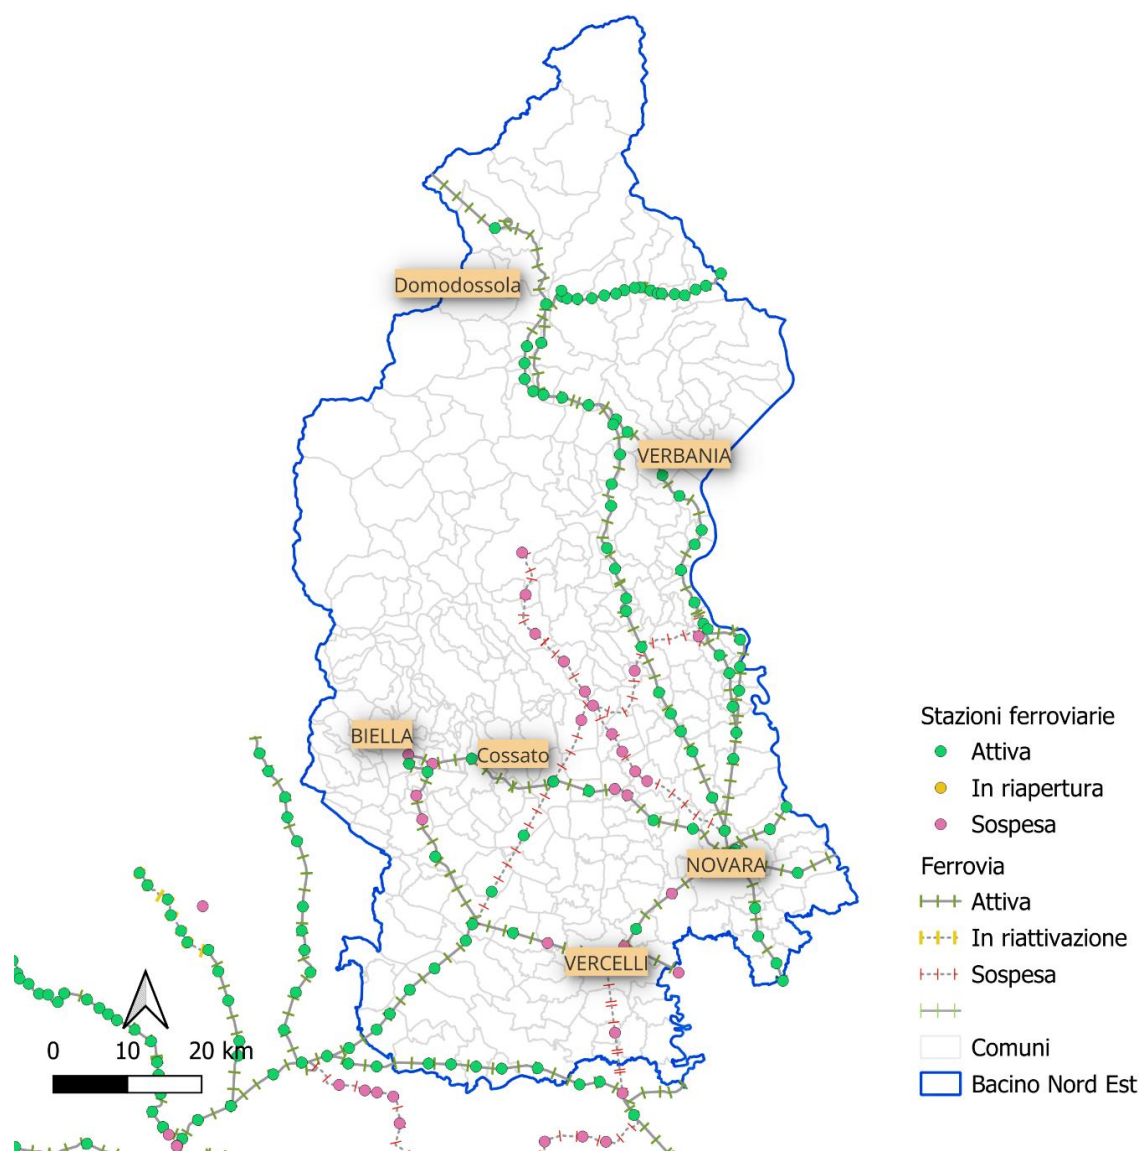 Domodossola
VERBANIA
BIELLA
Cossato
NOVARA
VERCELLI
0 10 20 km
Stazioni ferroviarie
Attiva
In riapertura
Sospesa
Ferrovia
Attiva
In riattivazione
Sospesa
Comuni
Bacino Nord Est